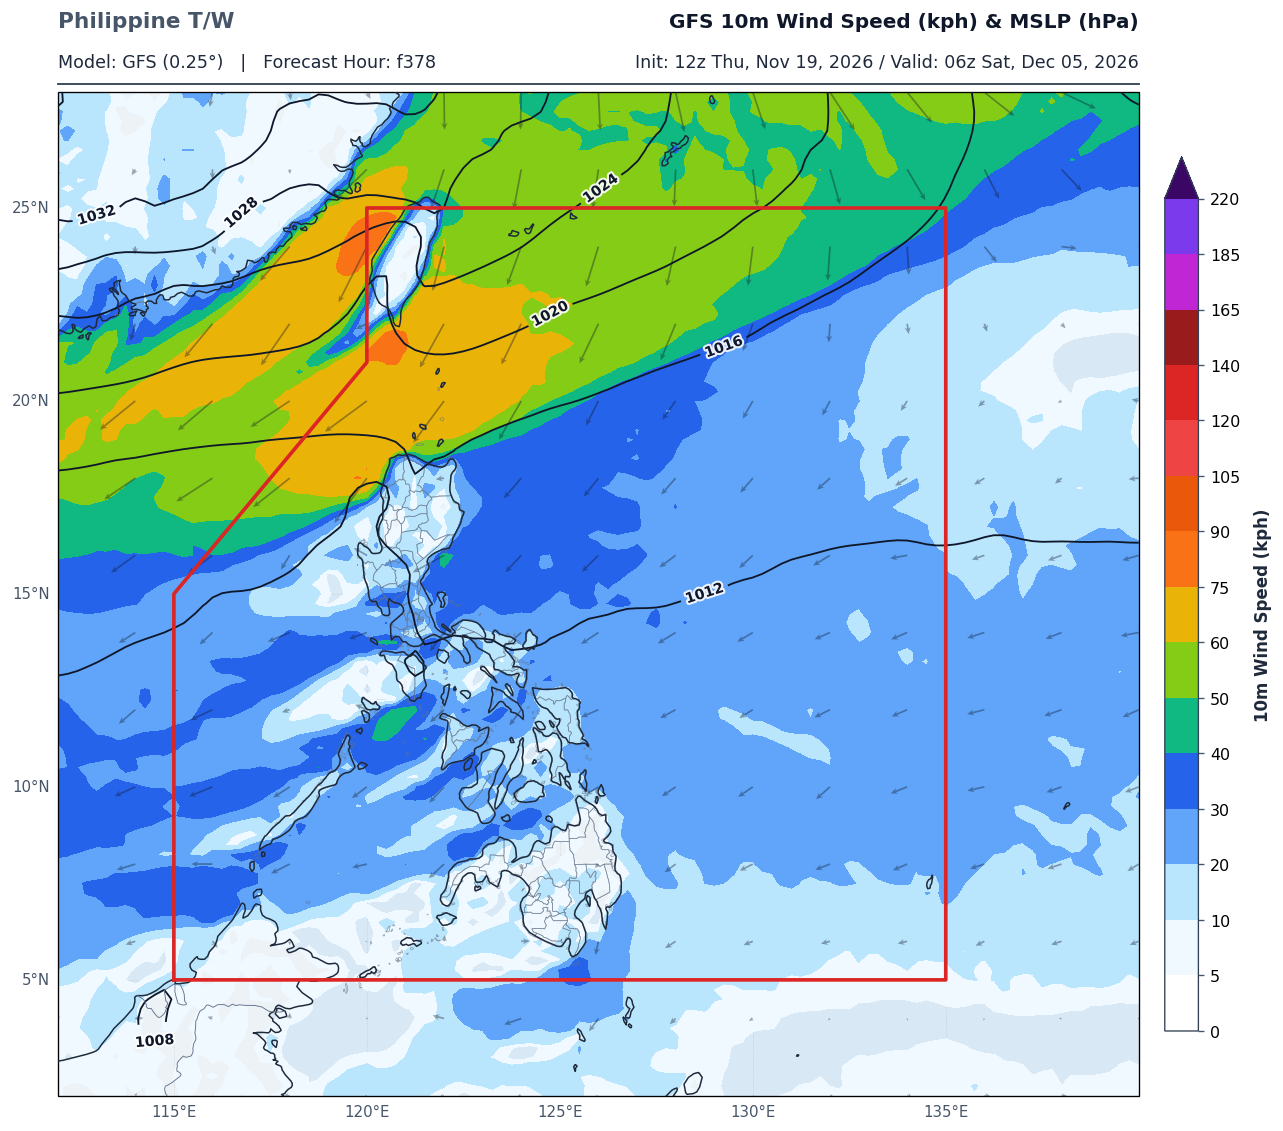 Philippine T/W
GFS 10m Wind Speed (kph) & MSLP (hPa)
Model: GFS (0.25°)   |   Forecast Hour: f378
Init: 12z Thu, Nov 19, 2026 / Valid: 06z Sat, Dec 05, 2026
1032
1028
1024
1020
1016
1012
1008
25°N
20°N
15°N
10°N
5°N
115°E
120°E
125°E
130°E
135°E
220
185
165
140
120
105
90
75
60
50
40
30
20
10
5
0
10m Wind Speed (kph)